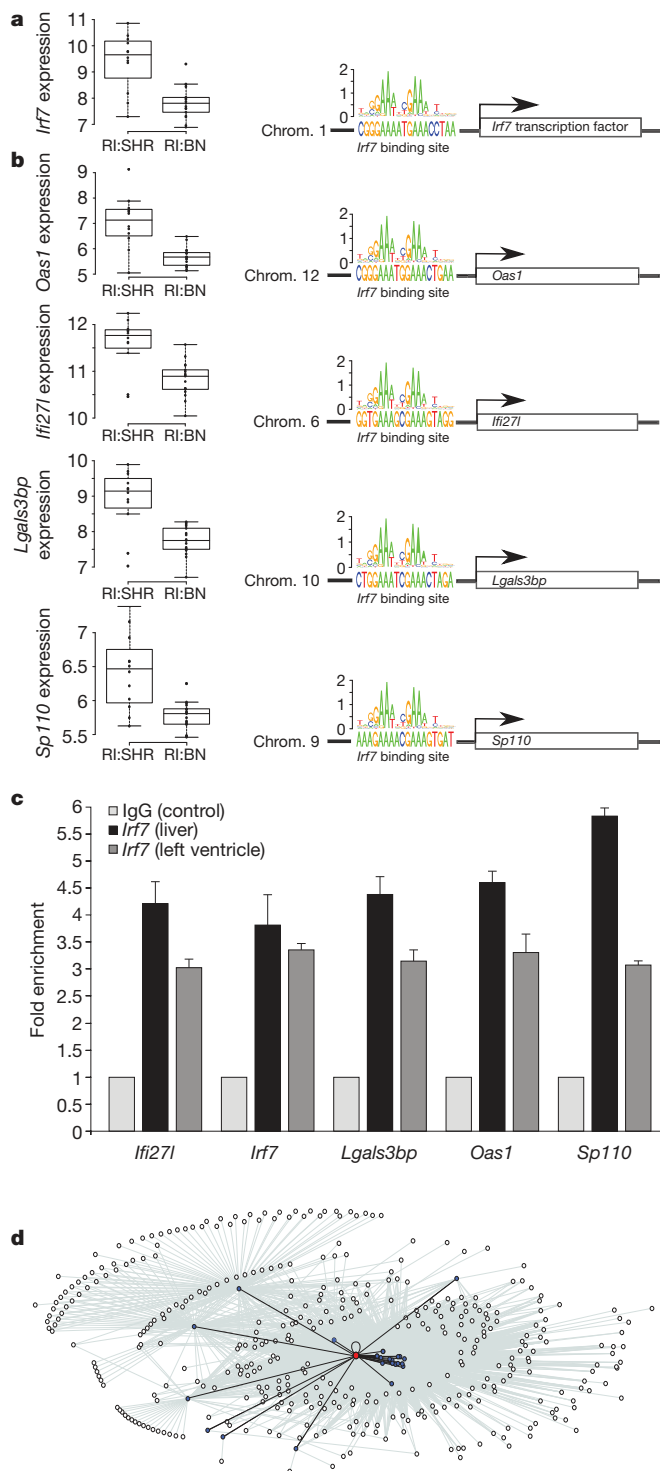 a
Irf7 expression
11
10
9
8
7
RI:SHR RI:BN
Chrom. 1
2
1
0
CGGGAAAATGAAACCTAA
Irf7 binding site
Irf7 transcription factor
b
Oas1 expression
9
8
7
6
5
RI:SHR RI:BN
Chrom. 12
2
1
0
CGGGAAATGGAAACTGAA
Irf7 binding site
Oas1
Ifi27l expression
12
11
10
RI:SHR RI:BN
Chrom. 6
2
1
0
GGTGAAAGCGAAAGTAGG
Irf7 binding site
Ifi27l
Lgals3bp
expression
10
9
8
7
RI:SHR RI:BN
Chrom. 10
2
1
0
CTGGAAATCGAAACTAGA
Irf7 binding site
Lgals3bp
Sp110 expression
7
6.5
6
5.5
RI:SHR RI:BN
Chrom. 9
2
1
0
AAAGAAAACGAAAGTGAT
Irf7 binding site
Sp110
c
Fold enrichment
6
5.5
5
4.5
4
3.5
3
2.5
2
1.5
1
0.5
0
IgG (control)
Irf7 (liver)
Irf7 (left ventricle)
Ifi27l Irf7 Lgals3bp Oas1 Sp110
d